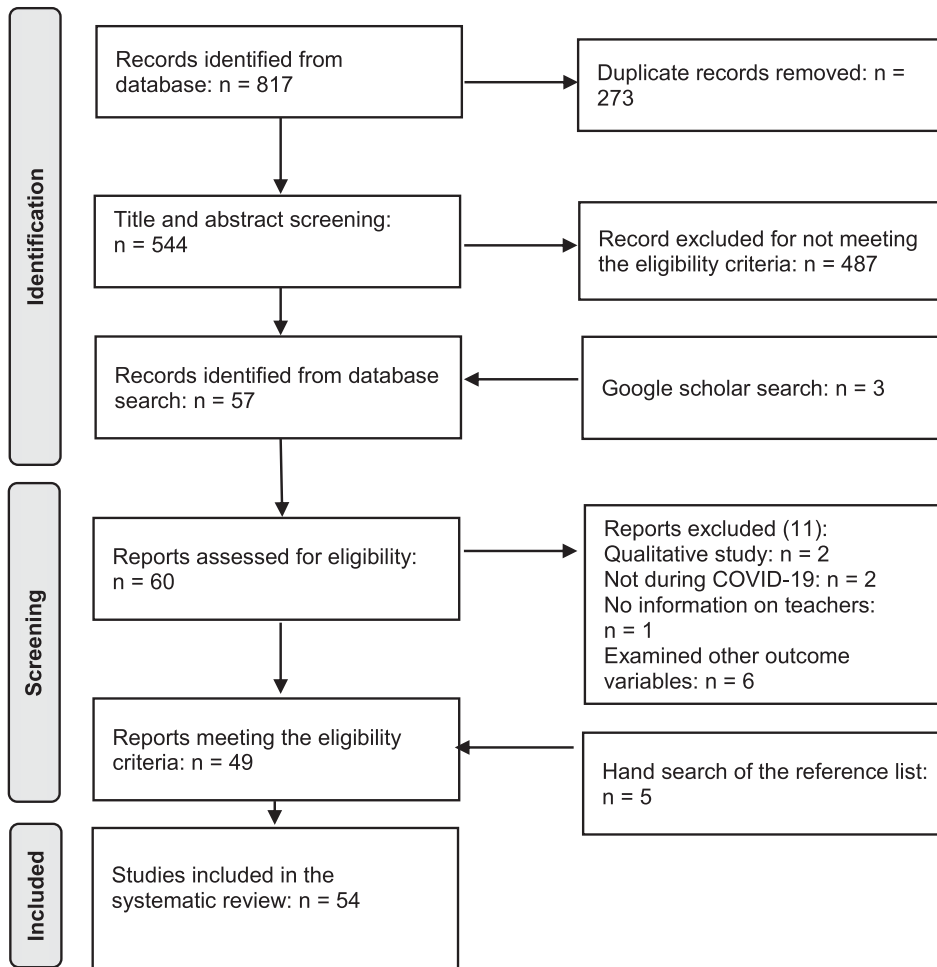 Identification
Records identified from
database: n = 817
Duplicate records removed: n =
273
Title and abstract screening:
n = 544
Record excluded for not meeting
the eligibility criteria: n = 487
Records identified from database
search: n = 57
Google scholar search: n = 3
Screening
Reports assessed for eligibility:
n = 60
Reports excluded (11):
Qualitative study: n = 2
Not during COVID-19: n = 2
No information on teachers:
n = 1
Examined other outcome
variables: n = 6
Reports meeting the eligibility
criteria: n = 49
Hand search of the reference list:
n = 5
Included
Studies included in the
systematic review: n = 54